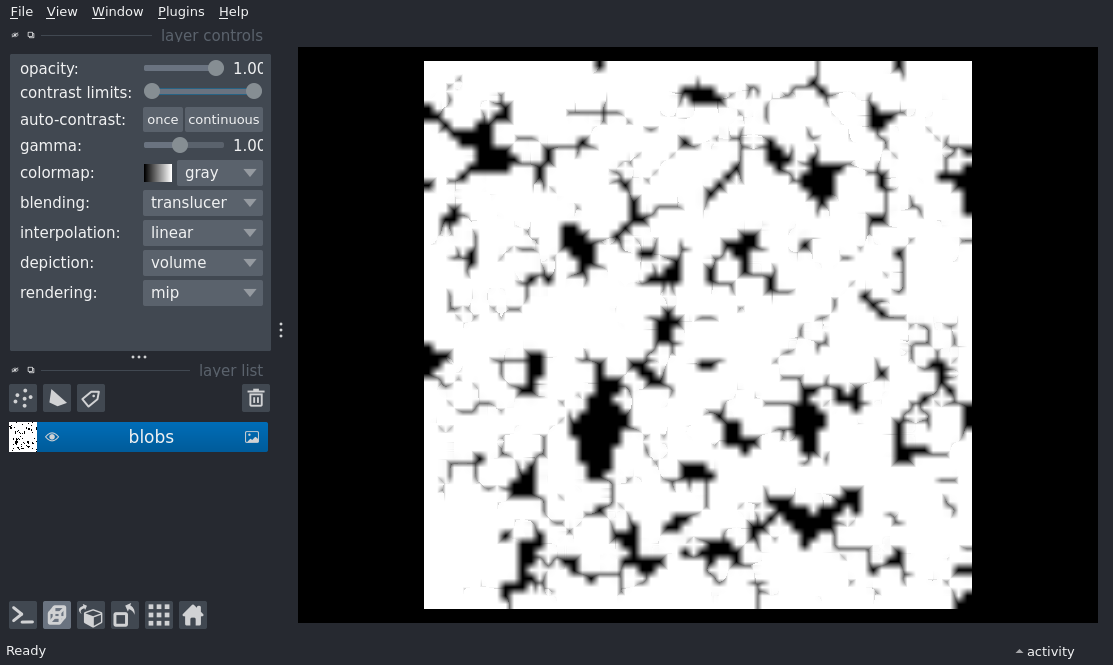 File View Window Plugins Help
layer controls
opacity: 1.00
contrast limits:
auto-contrast: once continuous
gamma: 1.00
colormap: gray
blending: translucer
interpolation: linear
depiction: volume
rendering: mip
layer list
blobs
Ready
activity